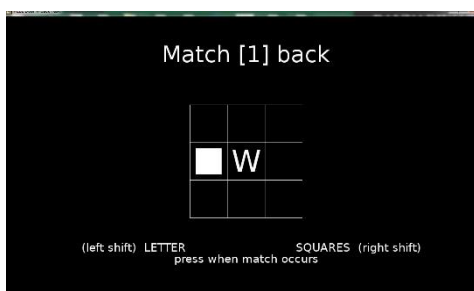 Match [1] back
W
(left shift) LETTER SQUARES (right shift)
press when match occurs